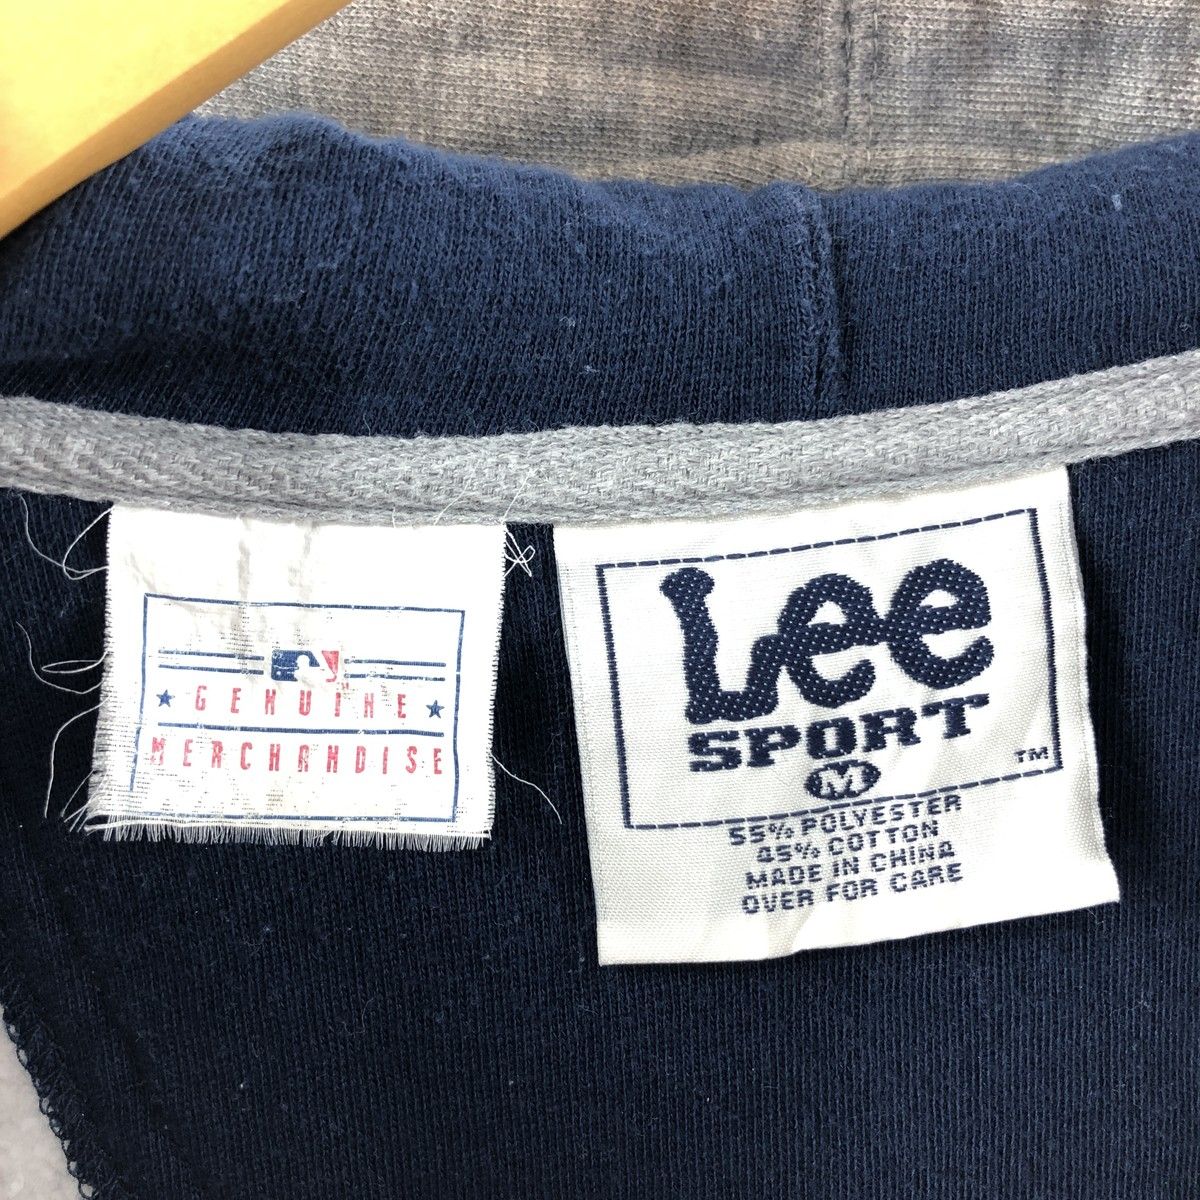 GENUINE
MERCHANDISE
Lee
SPORT
M
TM
55% POLYESTER
45% COTTON
MADE IN CHINA
OVER FOR CARE